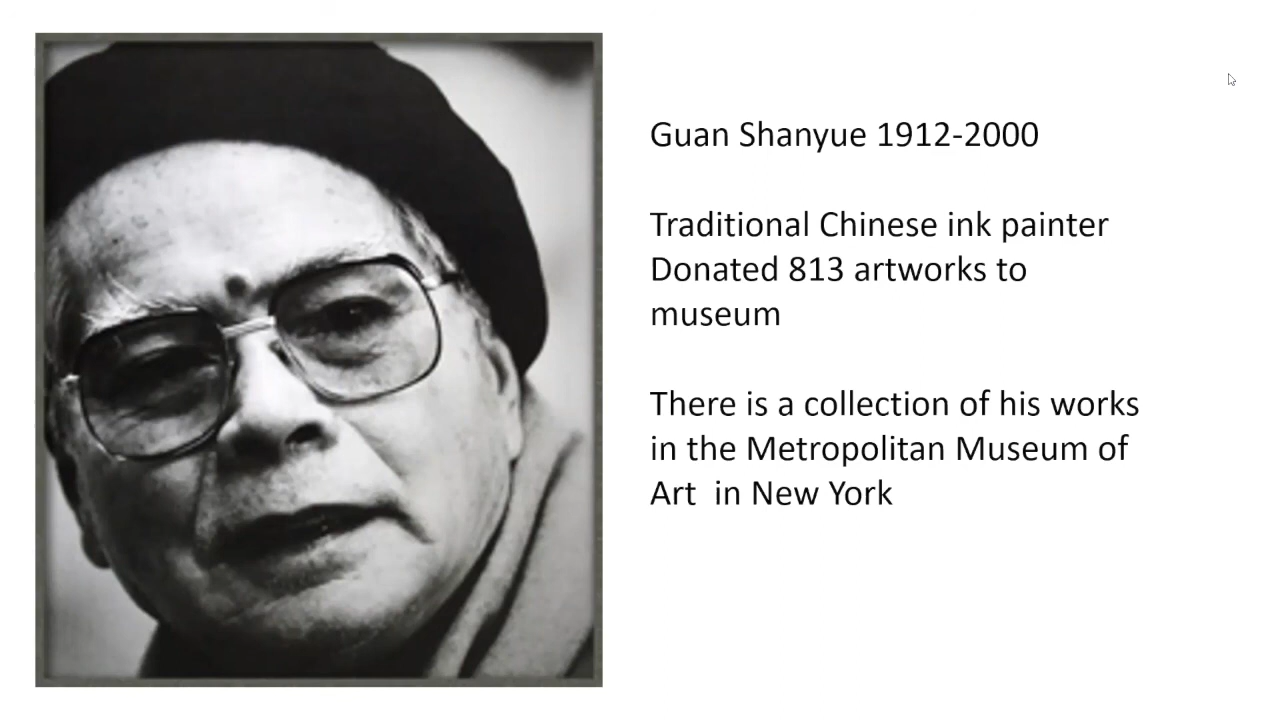 Guan Shanyue 1912-2000
Traditional Chinese ink painter
Donated 813 artworks to
museum
There is a collection of his works
in the Metropolitan Museum of
Art  in New York